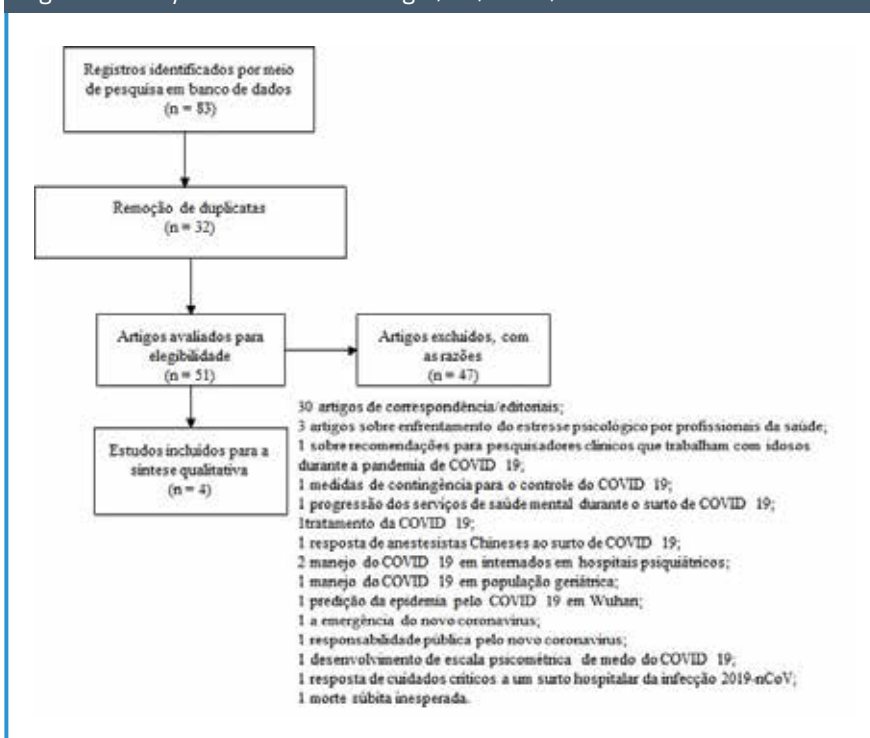 Registros identificados por meio
de pesquisa em banco de dados
(n = 83)
Remoção de duplicatas
(n = 32)
Artigos avaliados para
elegibilidade
(n = 51)
Artigos excluídos, com
as razões
(n = 47)
Estudos incluídos para a
síntese qualitativa
(n = 4)
30 artigos de correspondência/editoriais;
3 artigos sobre enfrentamento do estresse psicológico por profissionais da saúde;
1 sobre recomendações para pesquisadores clínicos que trabalham com idosos
durante a pandemia de COVID 19;
1 medidas de contingência para o controle do COVID 19;
1 progressão dos serviços de saúde mental durante o surto de COVID 19;
1tratamento da COVID 19;
1 resposta de anestesistas Chineses ao surto de COVID 19;
2 manejo do COVID 19 em internados em hospitais psiquiátricos;
1 manejo do COVID 19 em população geriátrica;
1 predição da epidemia pelo COVID 19 em Wuhan;
1 a emergência do novo coronavirus;
1 responsabilidade pública pelo novo coronavirus;
1 desenvolvimento de escala psicométrica de medo do COVID 19;
1 resposta de cuidados críticos a um surto hospitalar da infecção 2019-nCoV;
1 morte súbita inesperada.